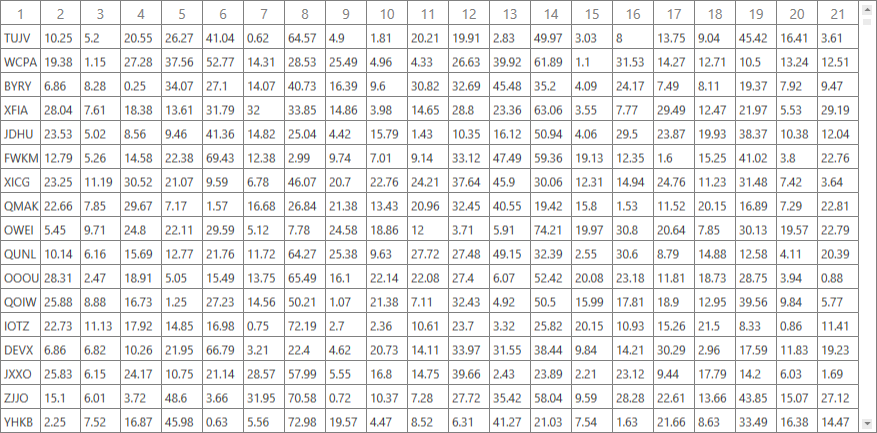 1 2 3 4 5 6 7 8 9 10 11 12 13 14 15 16 17 18 19 20 21
TUJV 10.25 5.2 20.55 26.27 41.04 0.62 64.57 4.9 1.81 20.21 19.91 2.83 49.97 3.03 8 13.75 9.04 45.42 16.41 3.61
WCPA 19.38 1.15 27.28 37.56 52.77 14.31 28.53 25.49 4.96 4.33 26.63 39.92 61.89 1.1 31.53 14.27 12.71 10.5 13.24 12.51
BYRY 6.86 8.28 0.25 34.07 27.1 14.07 40.73 16.39 9.6 30.82 32.69 45.48 35.2 4.09 24.17 7.49 8.11 19.37 7.92 9.47
XFIA 28.04 7.61 18.38 13.61 31.79 32 33.85 14.86 3.98 14.65 28.8 23.36 63.06 3.55 7.77 29.49 12.47 21.97 5.53 29.19
JDHU 23.53 5.02 8.56 9.46 41.36 14.82 25.04 4.42 15.79 1.43 10.35 16.12 50.94 4.06 29.5 23.87 19.93 38.37 10.38 12.04
FWKM 12.79 5.26 14.58 22.38 69.43 12.38 2.99 9.74 7.01 9.14 33.12 47.49 59.36 19.13 12.35 1.6 15.25 41.02 3.8 22.76
XICG 23.25 11.19 30.52 21.07 9.59 6.78 46.07 20.7 22.76 24.21 37.64 45.9 30.06 12.31 14.94 24.76 11.23 31.48 7.42 3.64
QMAK 22.66 7.85 29.67 7.17 1.57 16.68 26.84 21.38 13.43 20.96 32.45 40.55 19.42 15.8 1.53 11.52 20.15 16.89 7.29 22.81
OWEI 5.45 9.71 24.8 22.11 29.59 5.12 7.78 24.58 18.86 12 3.71 5.91 74.21 19.97 30.8 20.64 7.85 30.13 19.57 22.79
QUNL 10.14 6.16 15.69 12.77 21.76 11.72 64.27 25.38 9.63 27.72 27.48 49.15 32.39 2.55 30.6 8.79 14.88 12.58 4.11 20.39
OOOU 28.31 2.47 18.91 5.05 15.49 13.75 65.49 16.1 22.14 22.08 27.4 6.07 52.42 20.08 23.18 11.81 18.73 28.75 3.94 0.88
QOIW 25.88 8.88 16.73 1.25 27.23 14.56 50.21 1.07 21.38 7.11 32.43 4.92 50.5 15.99 17.81 18.9 12.95 39.56 9.84 5.77
IOTZ 22.73 11.13 17.92 14.85 16.98 0.75 72.19 2.7 2.36 10.61 23.7 3.32 25.82 20.15 10.93 15.26 21.5 8.33 0.86 11.41
DEVX 6.86 6.82 10.26 21.95 66.79 3.21 22.4 4.62 20.73 14.11 33.97 31.55 38.44 9.84 14.21 30.29 2.96 17.59 11.83 19.23
JXXO 25.83 6.15 24.17 10.75 21.14 28.57 57.99 5.55 16.8 14.75 39.66 2.43 23.89 2.21 23.12 9.44 17.79 14.2 6.03 1.69
ZJJO 15.1 6.01 3.72 48.6 3.66 31.95 70.58 0.72 10.37 7.28 27.72 35.42 58.04 9.59 28.28 22.61 13.66 43.85 15.07 27.12
YHKB 2.25 7.52 16.87 45.98 0.63 5.56 72.98 19.57 4.47 8.52 6.31 41.27 21.03 7.54 1.63 21.66 8.63 33.49 16.38 14.47